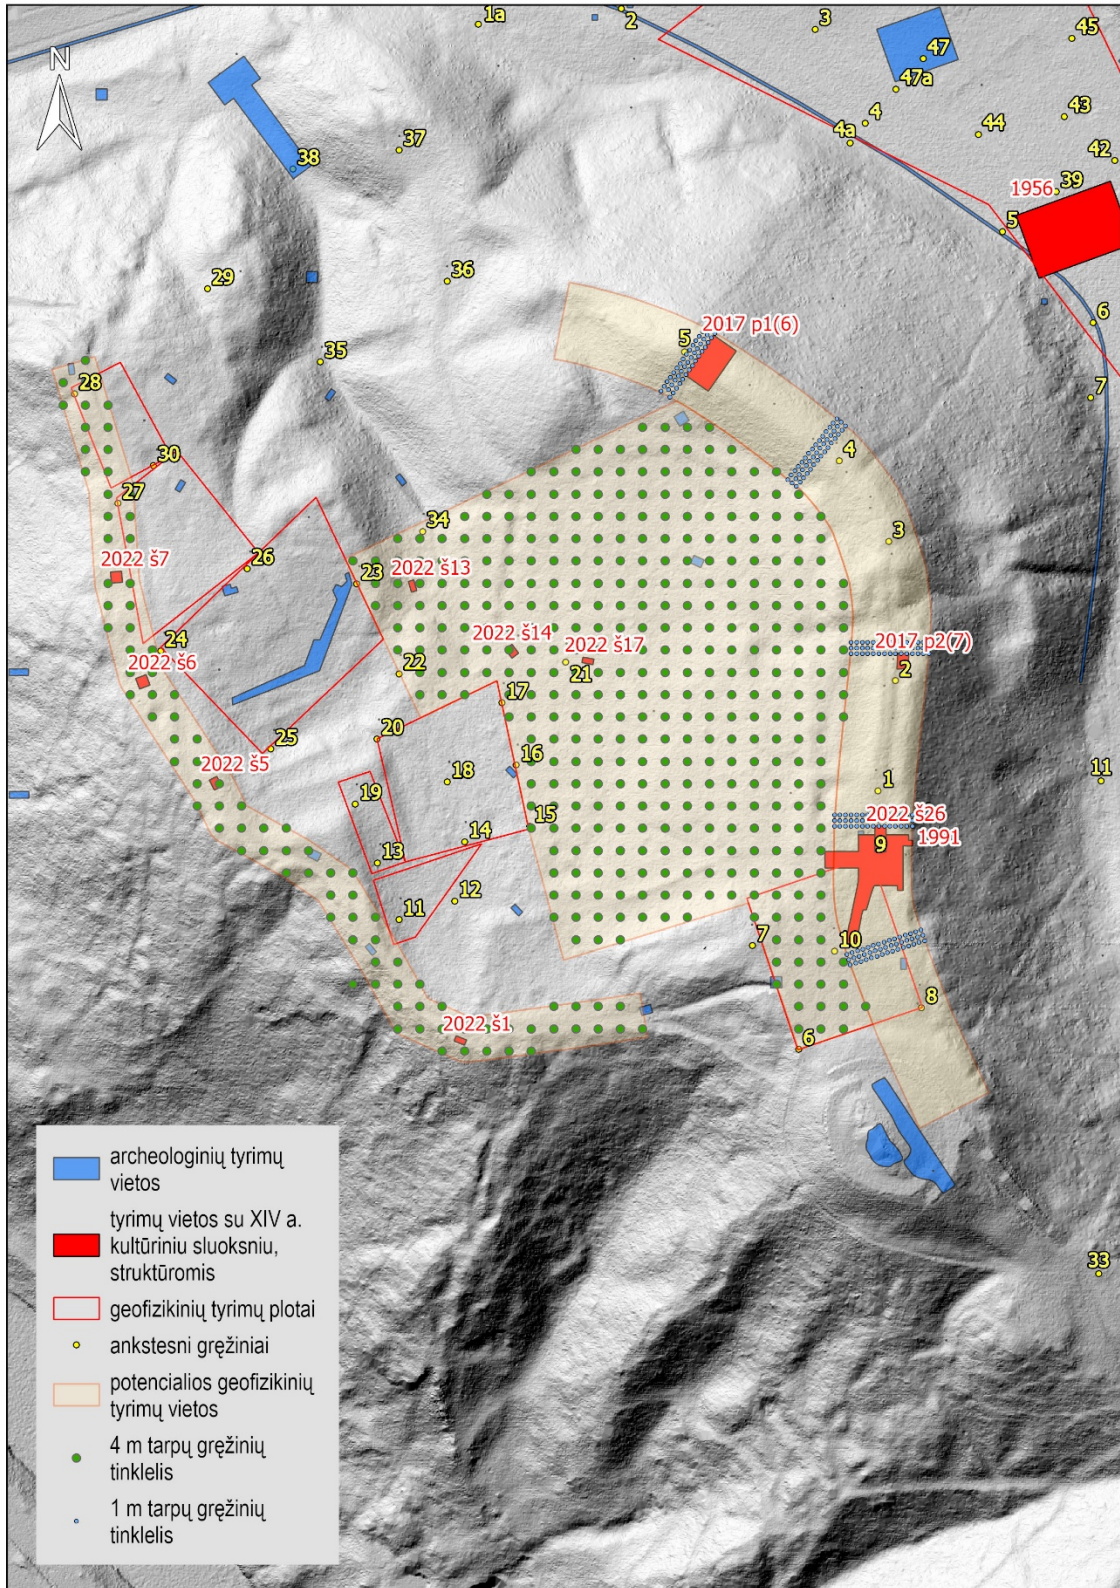 1a
2
3
45
N
47
47a
4
43
4a
44
37
42
38
1956
39
5
29
36
6
5
2017 p1(6)
35
7
28
4
30
27
34
3
26
2022 š7
23
2022 š13
24
2022 š14
2022 š17
2017 p2(7)
2022 š6
22
21
2
17
20
25
16
2022 š5
18
11
19
1
15
2022 š26
14
9
1991
13
12
11
7
10
8
2022 š1
6
archeologinių tyrimų
vietos
tyrimų vietos su XIV a.
kultūriniu sluoksniu,
struktūromis
geofizikinių tyrimų plotai
33
ankstesni gręžiniai
potencialios geofizikinių
tyrimų vietos
4 m tarpų gręžinių
tinklelis
1 m tarpų gręžinių
tinklelis